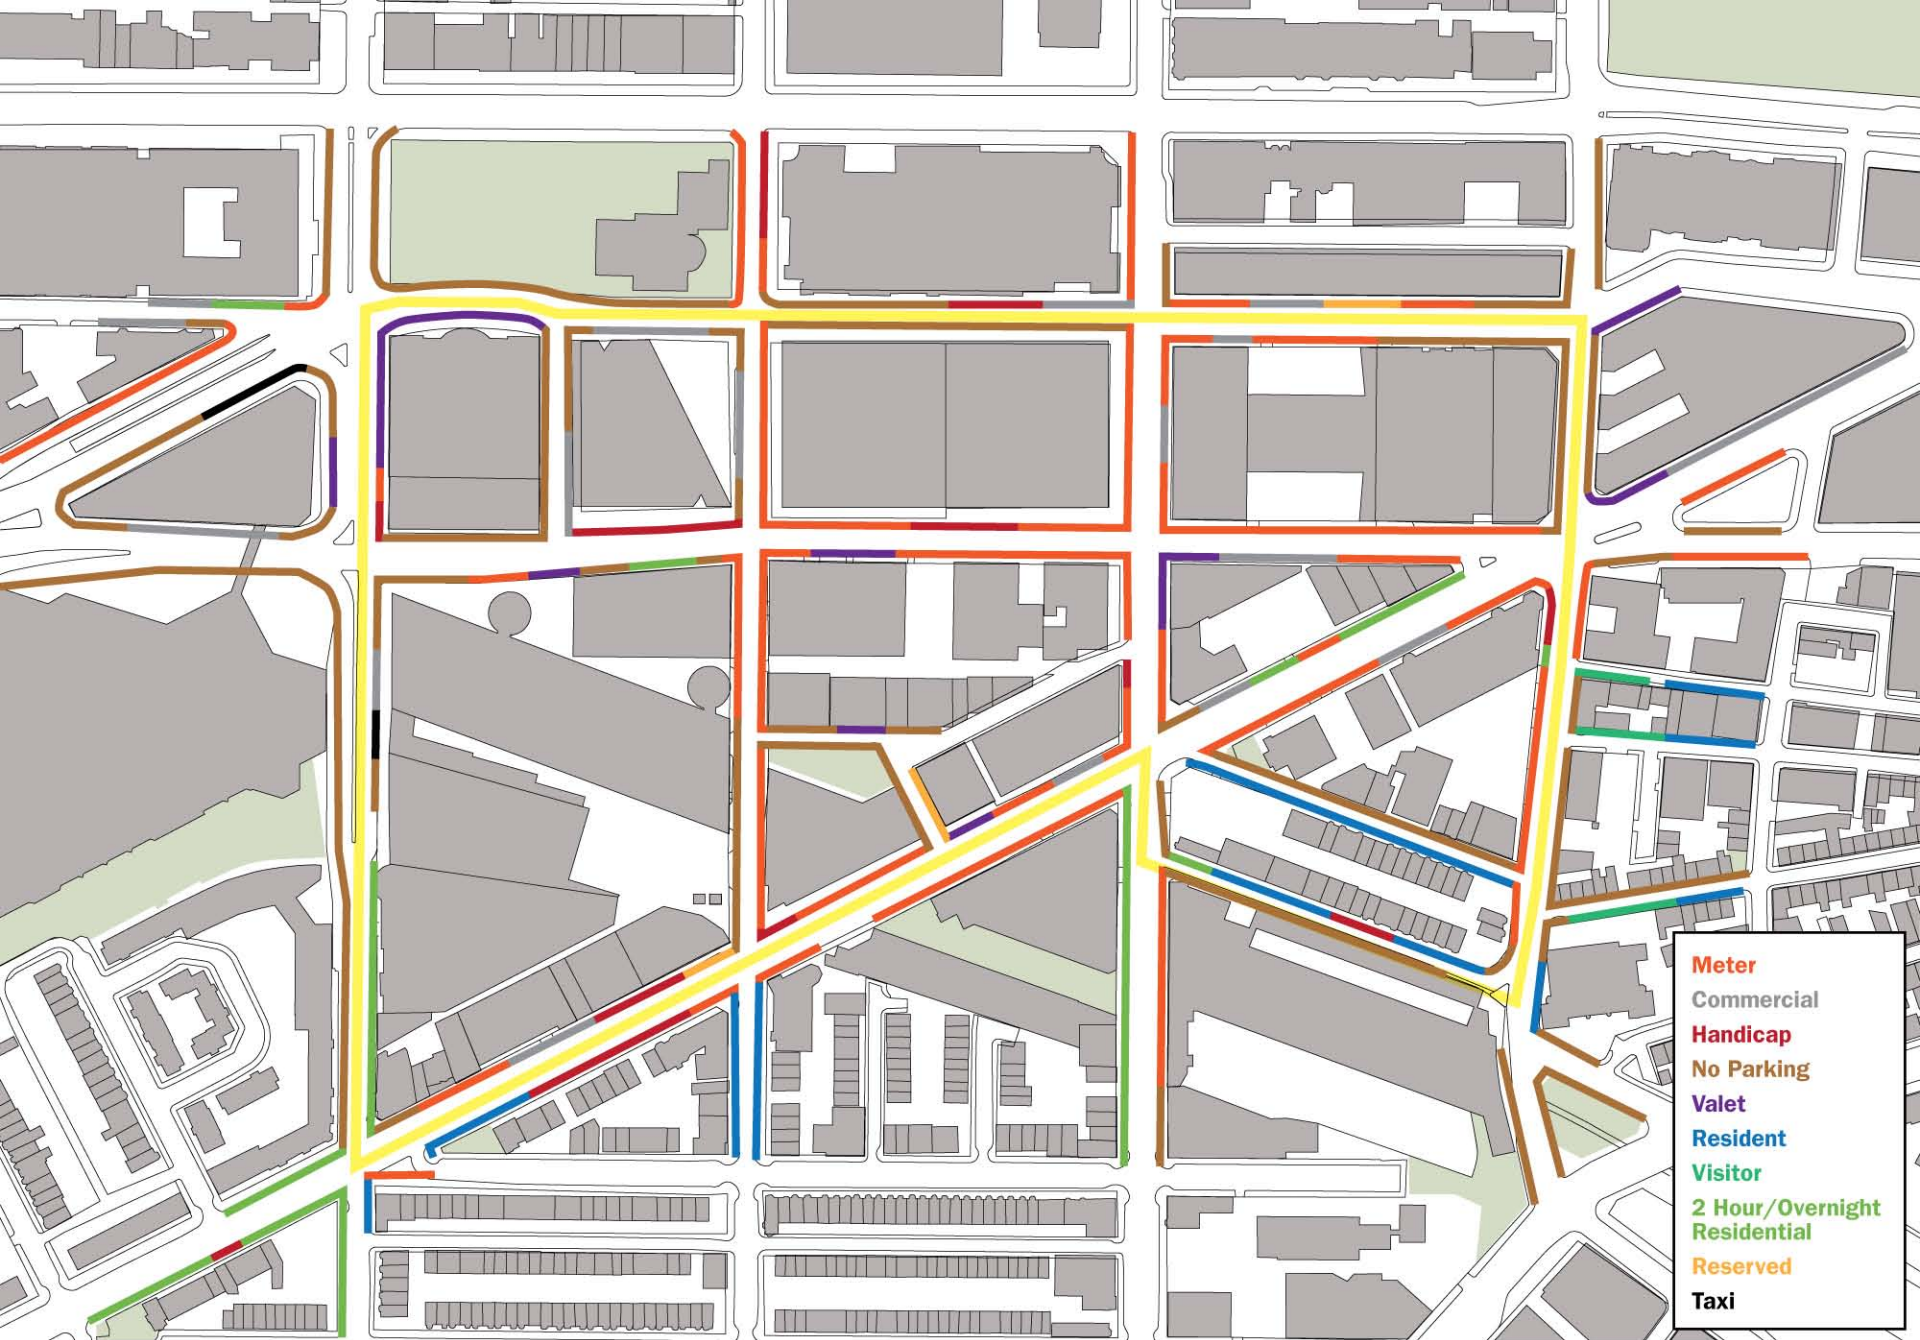 Meter
Commercial
Handicap
No Parking
Valet
Resident
Visitor
2 Hour/Overnight
Residential
Reserved
Taxi